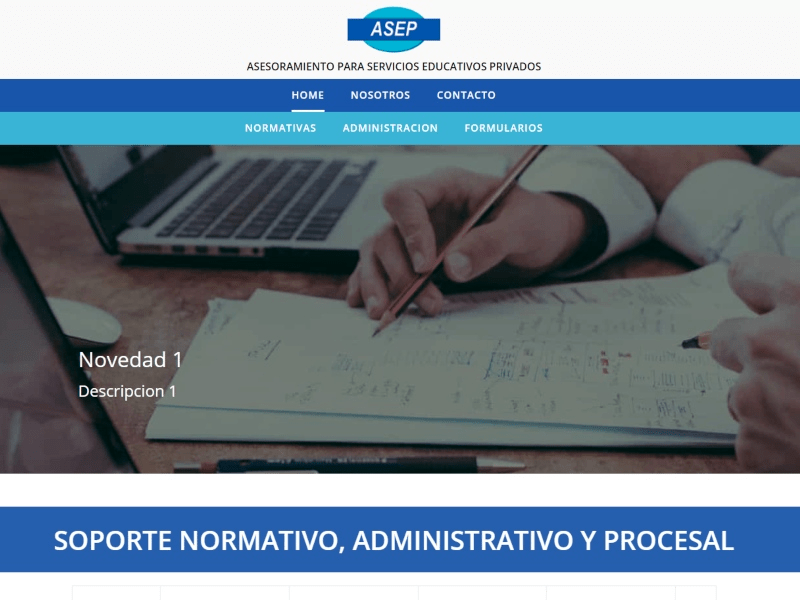 ASEP
ASESORAMIENTO PARA SERVICIOS EDUCATIVOS PRIVADOS
HOME NOSOTROS CONTACTO
NORMATIVAS ADMINISTRACION FORMULARIOS
Novedad 1
Descripcion 1
SOPORTE NORMATIVO, ADMINISTRATIVO Y PROCESAL